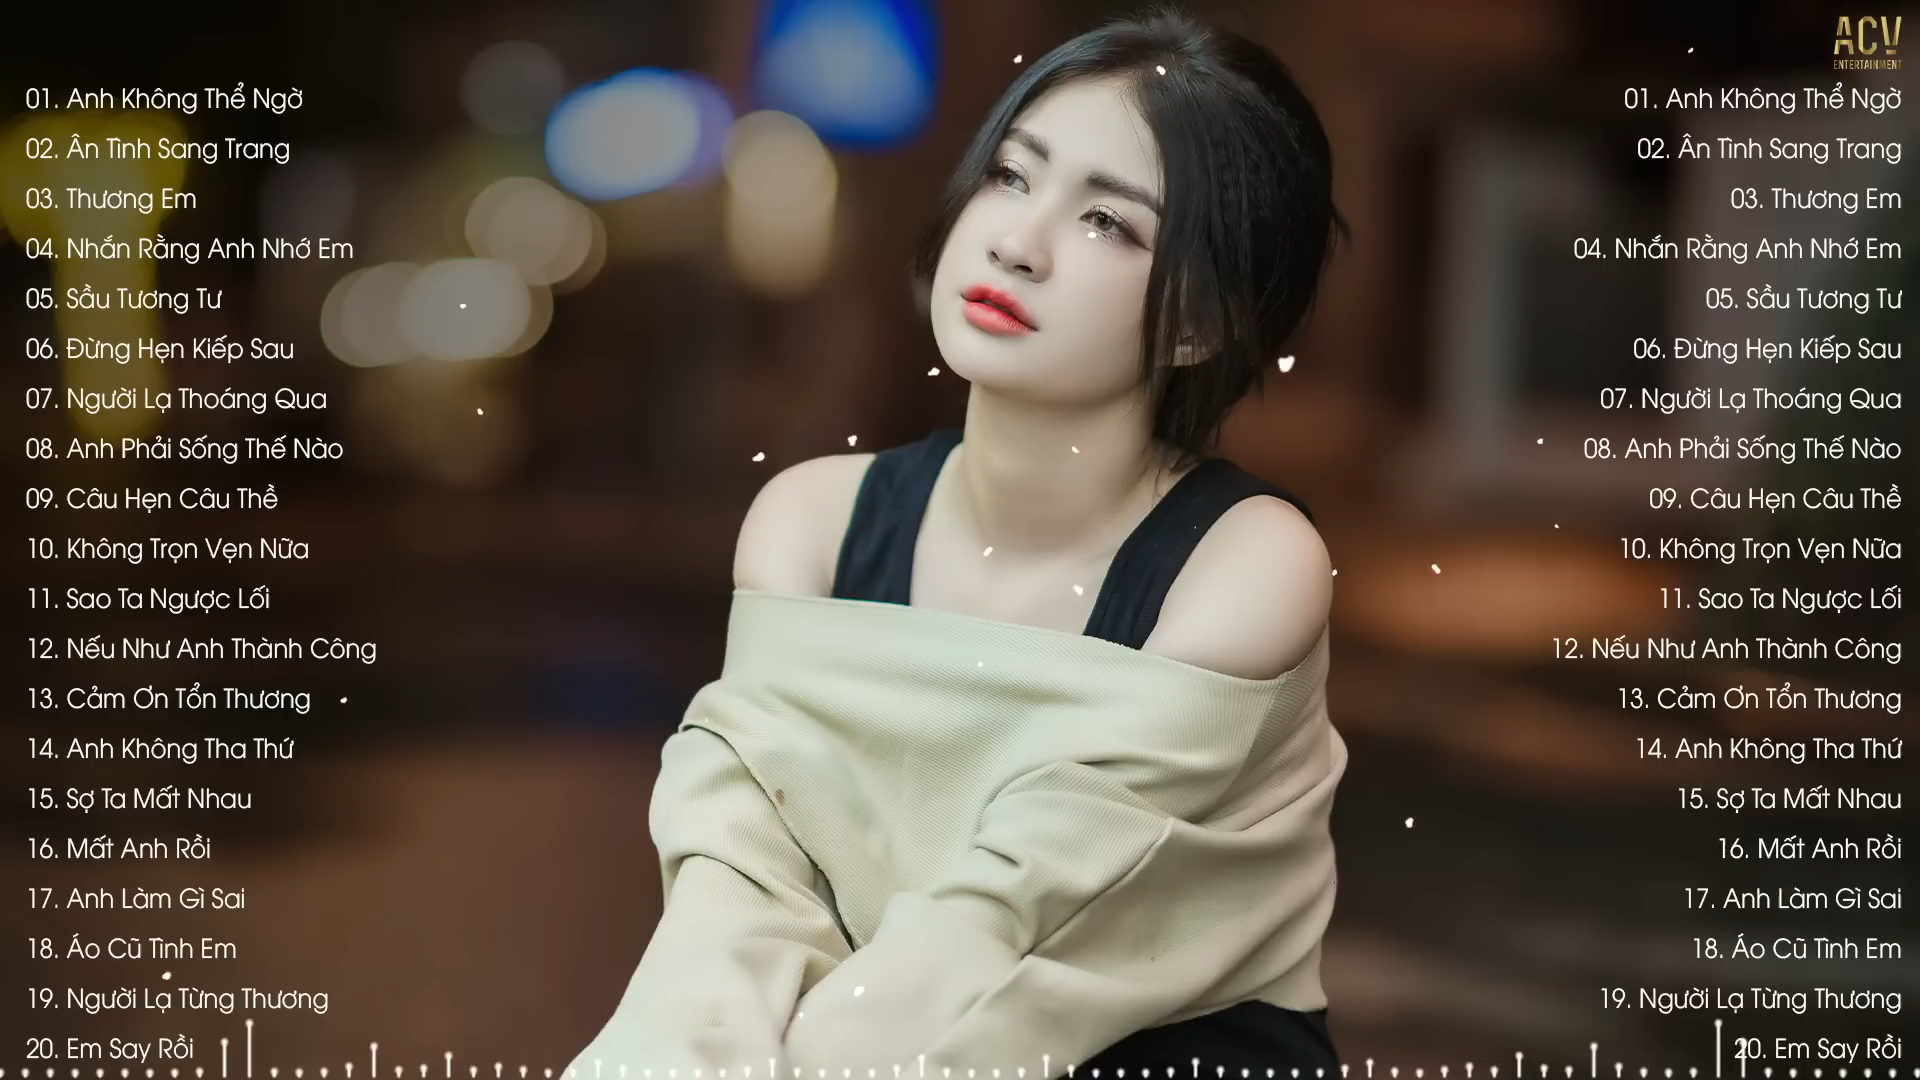 ACV
ENTERTAINMENT
01. Anh Không Thể Ngờ
02. Ân Tình Sang Trang
03. Thương Em
04. Nhắn Rằng Anh Nhớ Em
05. Sầu Tương Tư
06. Đừng Hẹn Kiếp Sau
07. Người Lạ Thoáng Qua
08. Anh Phải Sống Thế Nào
09. Câu Hẹn Câu Thề
10. Không Trọn Vẹn Nữa
11. Sao Ta Ngược Lối
12. Nếu Như Anh Thành Công
13. Cảm Ơn Tổn Thương
14. Anh Không Tha Thứ
15. Sợ Ta Mất Nhau
16. Mất Anh Rồi
17. Anh Làm Gì Sai
18. Áo Cũ Tình Em
19. Người Lạ Từng Thương
20. Em Say Rồi
01. Anh Không Thể Ngờ
02. Ân Tình Sang Trang
03. Thương Em
04. Nhắn Rằng Anh Nhớ Em
05. Sầu Tương Tư
06. Đừng Hẹn Kiếp Sau
07. Người Lạ Thoáng Qua
08. Anh Phải Sống Thế Nào
09. Câu Hẹn Câu Thề
10. Không Trọn Vẹn Nữa
11. Sao Ta Ngược Lối
12. Nếu Như Anh Thành Công
13. Cảm Ơn Tổn Thương
14. Anh Không Tha Thứ
15. Sợ Ta Mất Nhau
16. Mất Anh Rồi
17. Anh Làm Gì Sai
18. Áo Cũ Tình Em
19. Người Lạ Từng Thương
20. Em Say Rồi